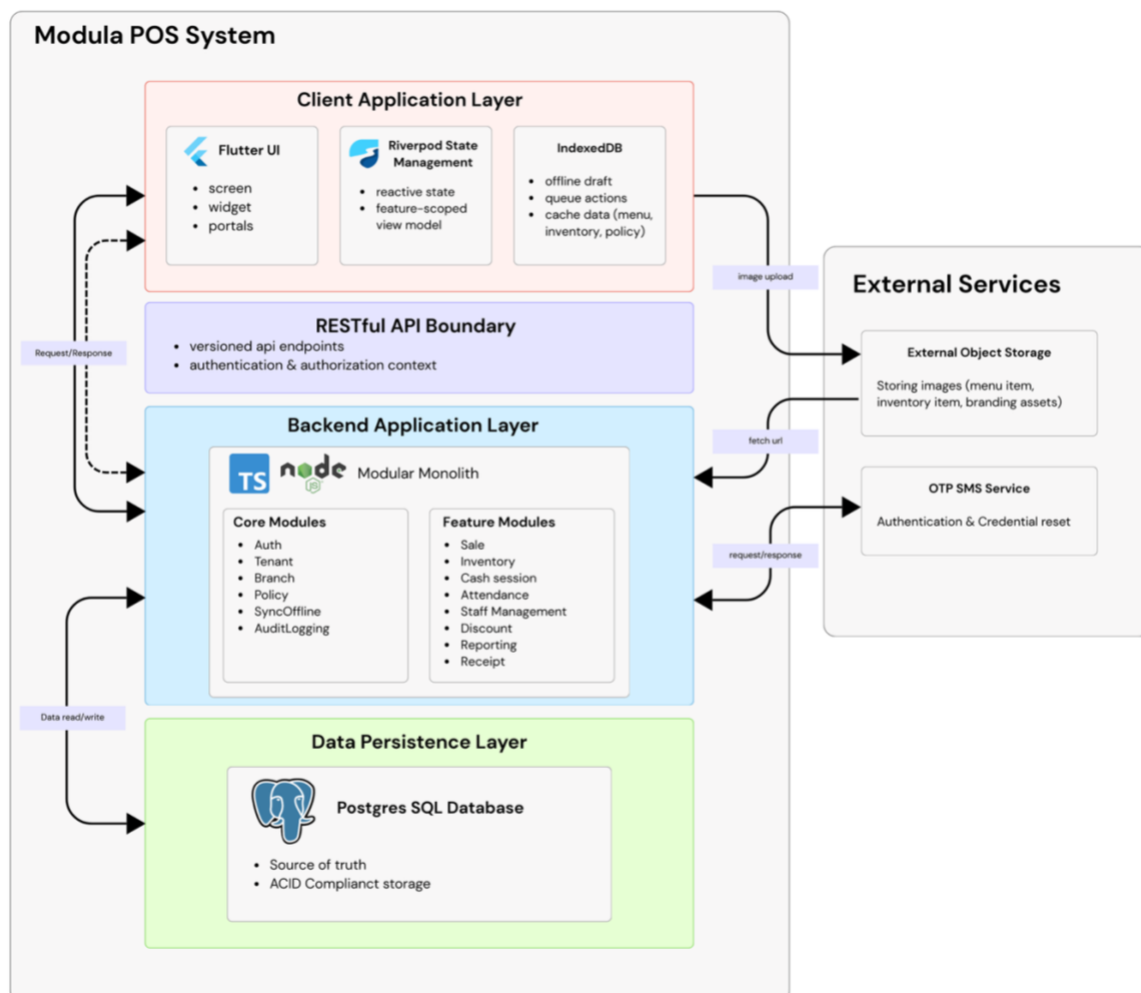 Modula POS System
Client Application Layer
Flutter UI
• screen
• widget
• portals
Riverpod State
Management
• reactive state
• feature-scoped
view model
IndexedDB
• offline draft
• queue actions
• cache data (menu,
inventory, policy)
image upload
External Services
RESTful API Boundary
• versioned api endpoints
• authentication & authorization context
Request/Response
External Object Storage
Storing images (menu item,
inventory item, branding assets)
fetch url
Backend Application Layer
TS
node
JS
Modular Monolith
Core Modules
• Auth
• Tenant
• Branch
• Policy
• SyncOffline
• AuditLogging
Feature Modules
• Sale
• Inventory
• Cash session
• Attendance
• Staff Management
• Discount
• Reporting
• Receipt
OTP SMS Service
Authentication & Credential reset
request/response
Data read/write
Data Persistence Layer
Postgres SQL Database
• Source of truth
• ACID Complianct storage